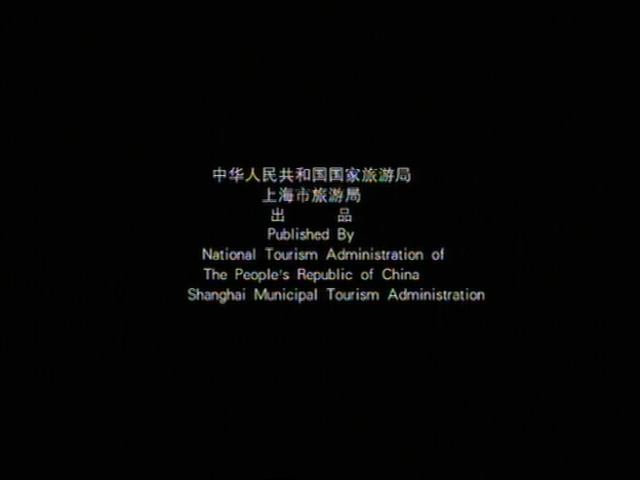 中华人民共和国国家旅游局
上海市旅游局
出 品
Published By
National Tourism Administration of
The People's Republic of China
Shanghai Municipal Tourism Administration